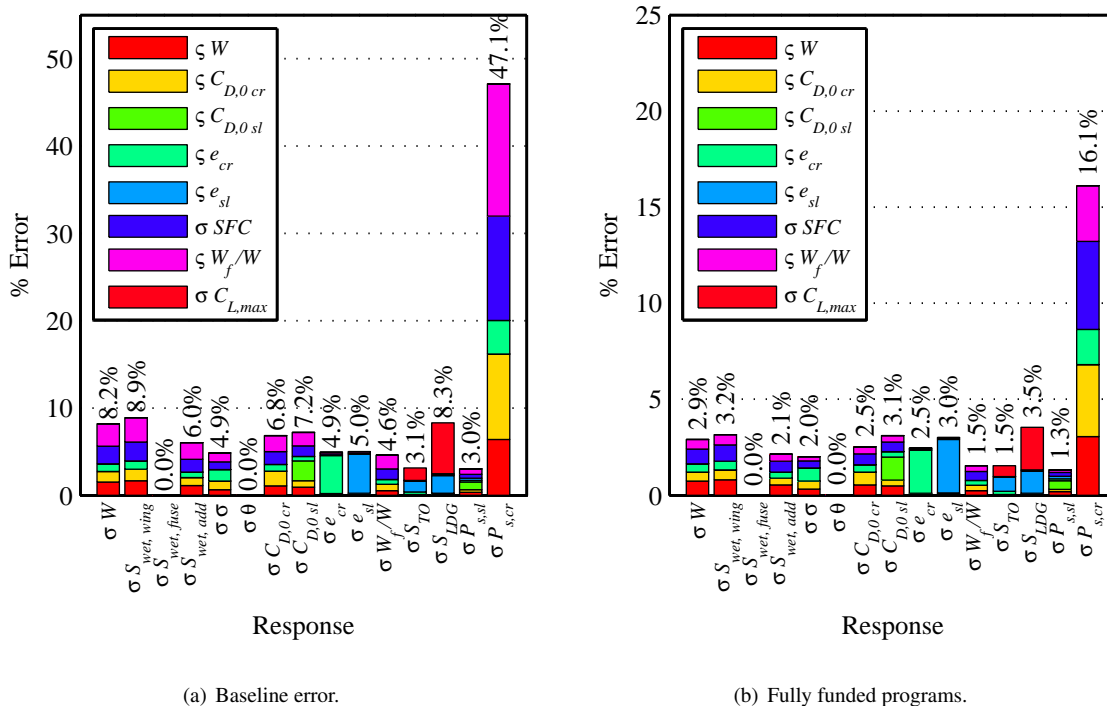 50
40
30
20
10
0
% Error
ς W
ς C_{D,0 cr}
ς C_{D,0 sl}
ς e_{cr}
ς e_{sl}
σ SFC
ς W_f/W
σ C_{L,max}
8.2%
8.9%
0.0%
6.0%
4.9%
0.0%
6.8%
7.2%
4.9%
5.0%
4.6%
3.1%
8.3%
3.0%
47.1%
σ W
σ S_{wet, wing}
σ S_{wet, fuse}
σ S_{wet, add}
σ σ
σ θ
σ C_{D,0 cr}
σ C_{D,0 sl}
σ e_{cr}
σ e_{sl}
σ W_f/W
σ S_{TO}
σ S_{LDG}
σ P_{s,sl}
σ P_{s,cr}
Response
(a) Baseline error.
25
20
15
10
5
0
% Error
ς W
ς C_{D,0 cr}
ς C_{D,0 sl}
ς e_{cr}
ς e_{sl}
σ SFC
ς W_f/W
σ C_{L,max}
2.9%
3.2%
0.0%
2.1%
2.0%
0.0%
2.5%
3.1%
2.5%
3.0%
1.5%
1.5%
3.5%
1.3%
16.1%
σ W
σ S_{wet, wing}
σ S_{wet, fuse}
σ S_{wet, add}
σ σ
σ θ
σ C_{D,0 cr}
σ C_{D,0 sl}
σ e_{cr}
σ e_{sl}
σ W_f/W
σ S_{TO}
σ S_{LDG}
σ P_{s,sl}
σ P_{s,cr}
Response
(b) Fully funded programs.